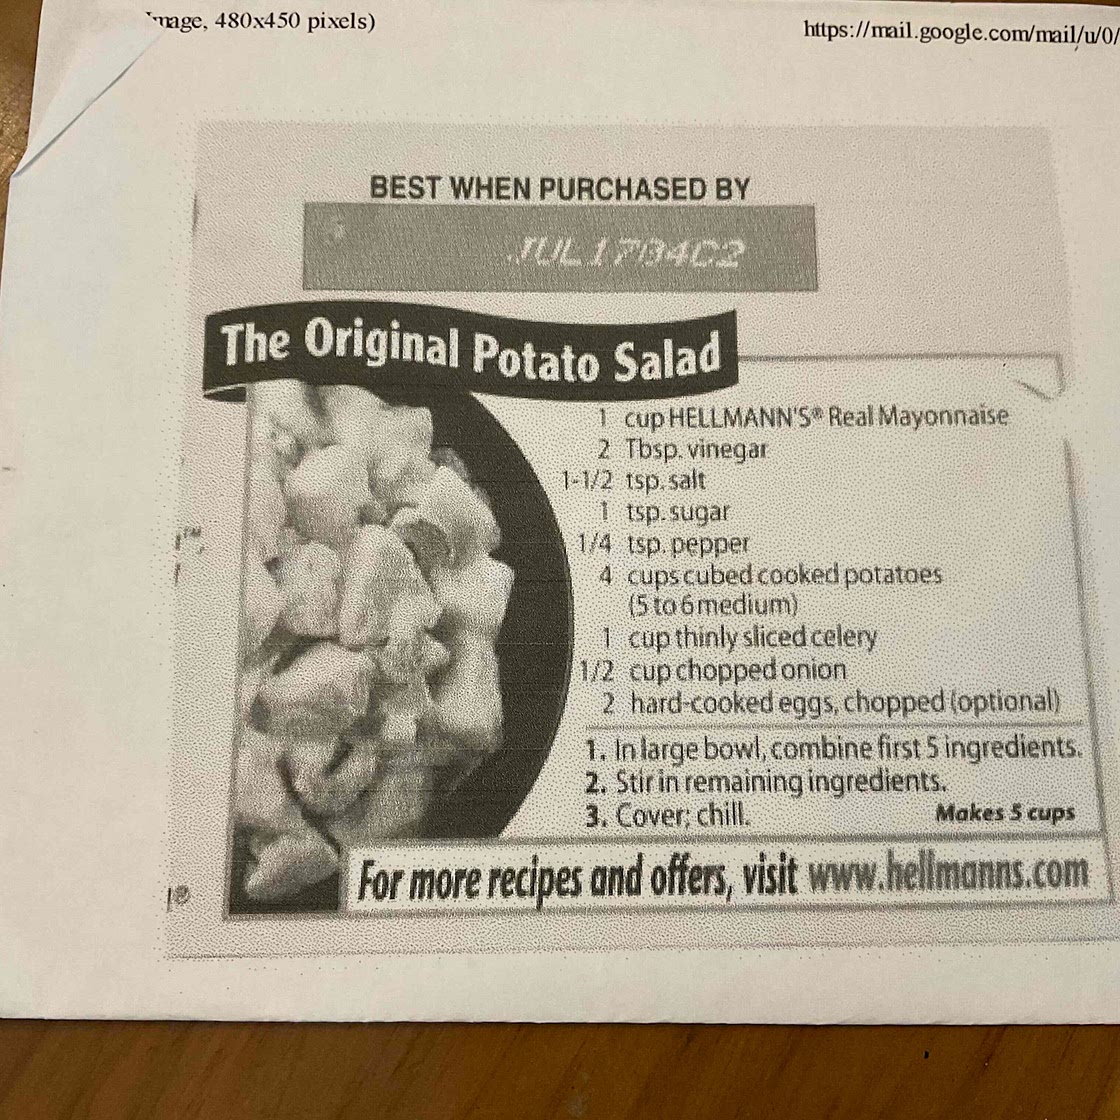 Image, 480x450 pixels)
https://mail.google.com/mail/u/0/
BEST WHEN PURCHASED BY
JUL17B4C2
The Original Potato Salad
1 cup HELLMANN'S® Real Mayonnaise
2 Tbsp. vinegar
1-1/2 tsp. salt
1 tsp. sugar
1/4 tsp. pepper
4 cups cubed cooked potatoes
(5 to 6 medium)
1 cup thinly sliced celery
1/2 cup chopped onion
2 hard-cooked eggs, chopped (optional)
1. In large bowl, combine first 5 ingredients.
2. Stir in remaining ingredients.
3. Cover; chill. Makes 5 cups
For more recipes and offers, visit www.hellmanns.com